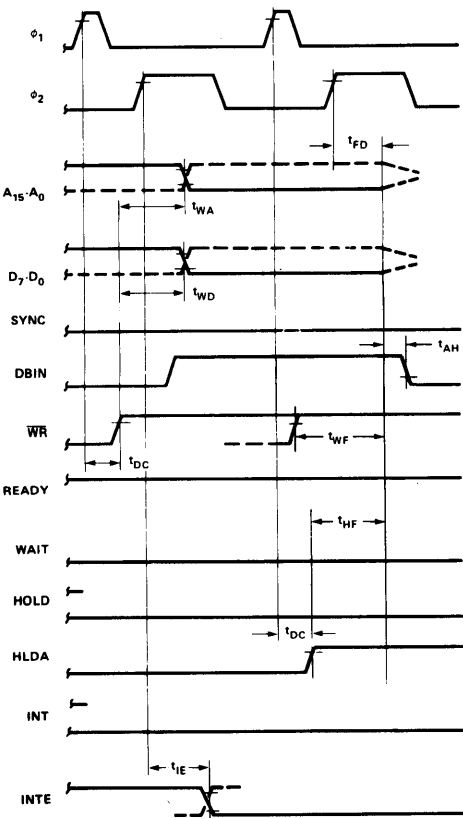 ϕ1
ϕ2
tFD
A15-A0
tWA
D7-D0
tWD
SYNC
tAH
DBIN
WR
tWF
tDC
READY
tHF
WAIT
HOLD
tDC
HLDA
INT
tIE
INTE